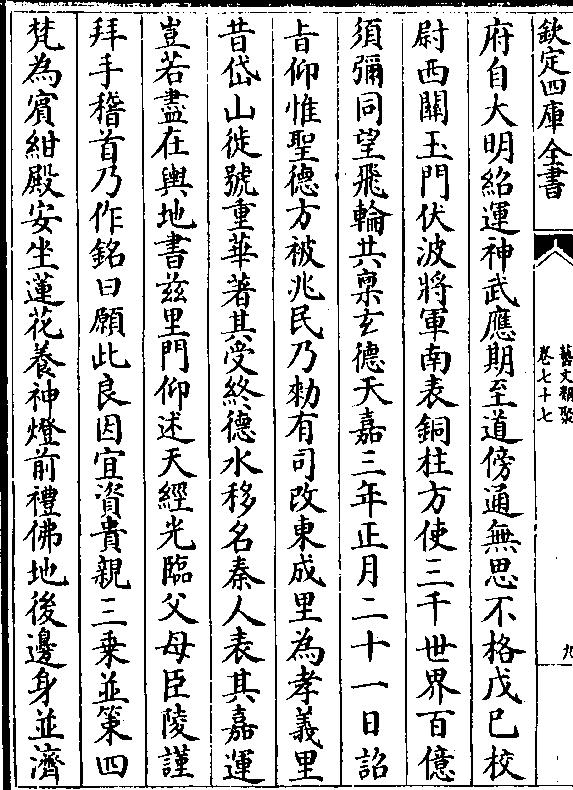 欽定四庫全書
藝文類聚
卷七十七
九
府自大明紹運神武應期至道傍通無思不格戊己校
尉西關玉門伏波將軍南表銅柱方使三千世界百億
須彌同望飛輪共稟玄德天嘉三年正月二十一日詔
旨仰惟聖德方被兆民乃勑有司改東成里為孝義里
昔岱山徙號重華著其受終德水移名秦人表其嘉運
豈若盡在輿地書兹里門仰述天經光臨父母臣陵謹
拜手稽首乃作銘曰願此良因宜資貴親三乘並策四
梵為賓紺殿安坐蓮花養神燈前禮佛地後邊身並濟